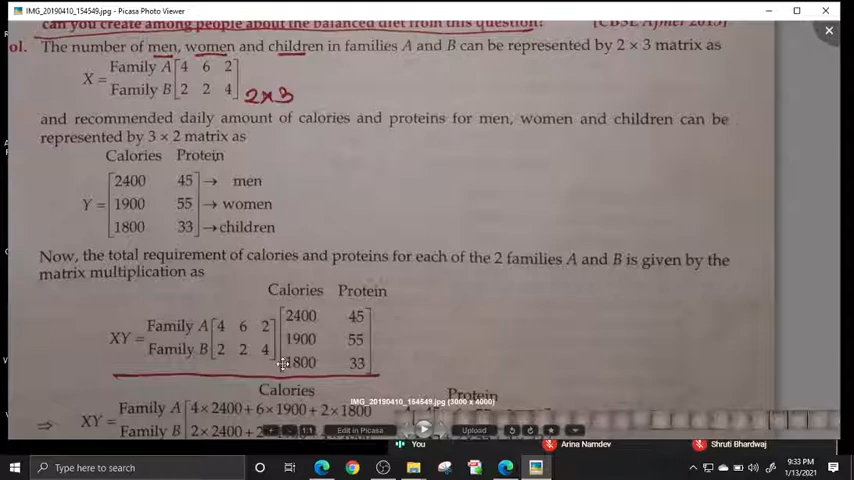 IMG_20190410_154549.jpg - Picasa Photo Viewer
can you create among people about the balanced diet from this question? [CBSE Ajmer 2015]
ol. The number of men, women and children in families A and B can be represented by 2 × 3 matrix as
X = Family A [4 6 2]
Family B [2 2 4] 2×3
and recommended daily amount of calories and proteins for men, women and children can be
represented by 3 × 2 matrix as
Calories Protein
2400 45 → men
Y = 1900 55 → women
1800 33 → children
Now, the total requirement of calories and proteins for each of the 2 families A and B is given by the
matrix multiplication as
Calories Protein
XY = Family A [4 6 2] [2400 45]
Family B [2 2 4] [1900 55]
[1800 33]
Calories Protein
⇒ XY = Family A [4×2400+6×1900+2×1800
Family B [2×2400+2
IMG_20190410_154549.jpg (3000 x 4000)
1:1 Edit in Picasa Upload
You Arina Namdev Shruti Bhardwaj
Type here to search
9:33 PM
1/13/2021